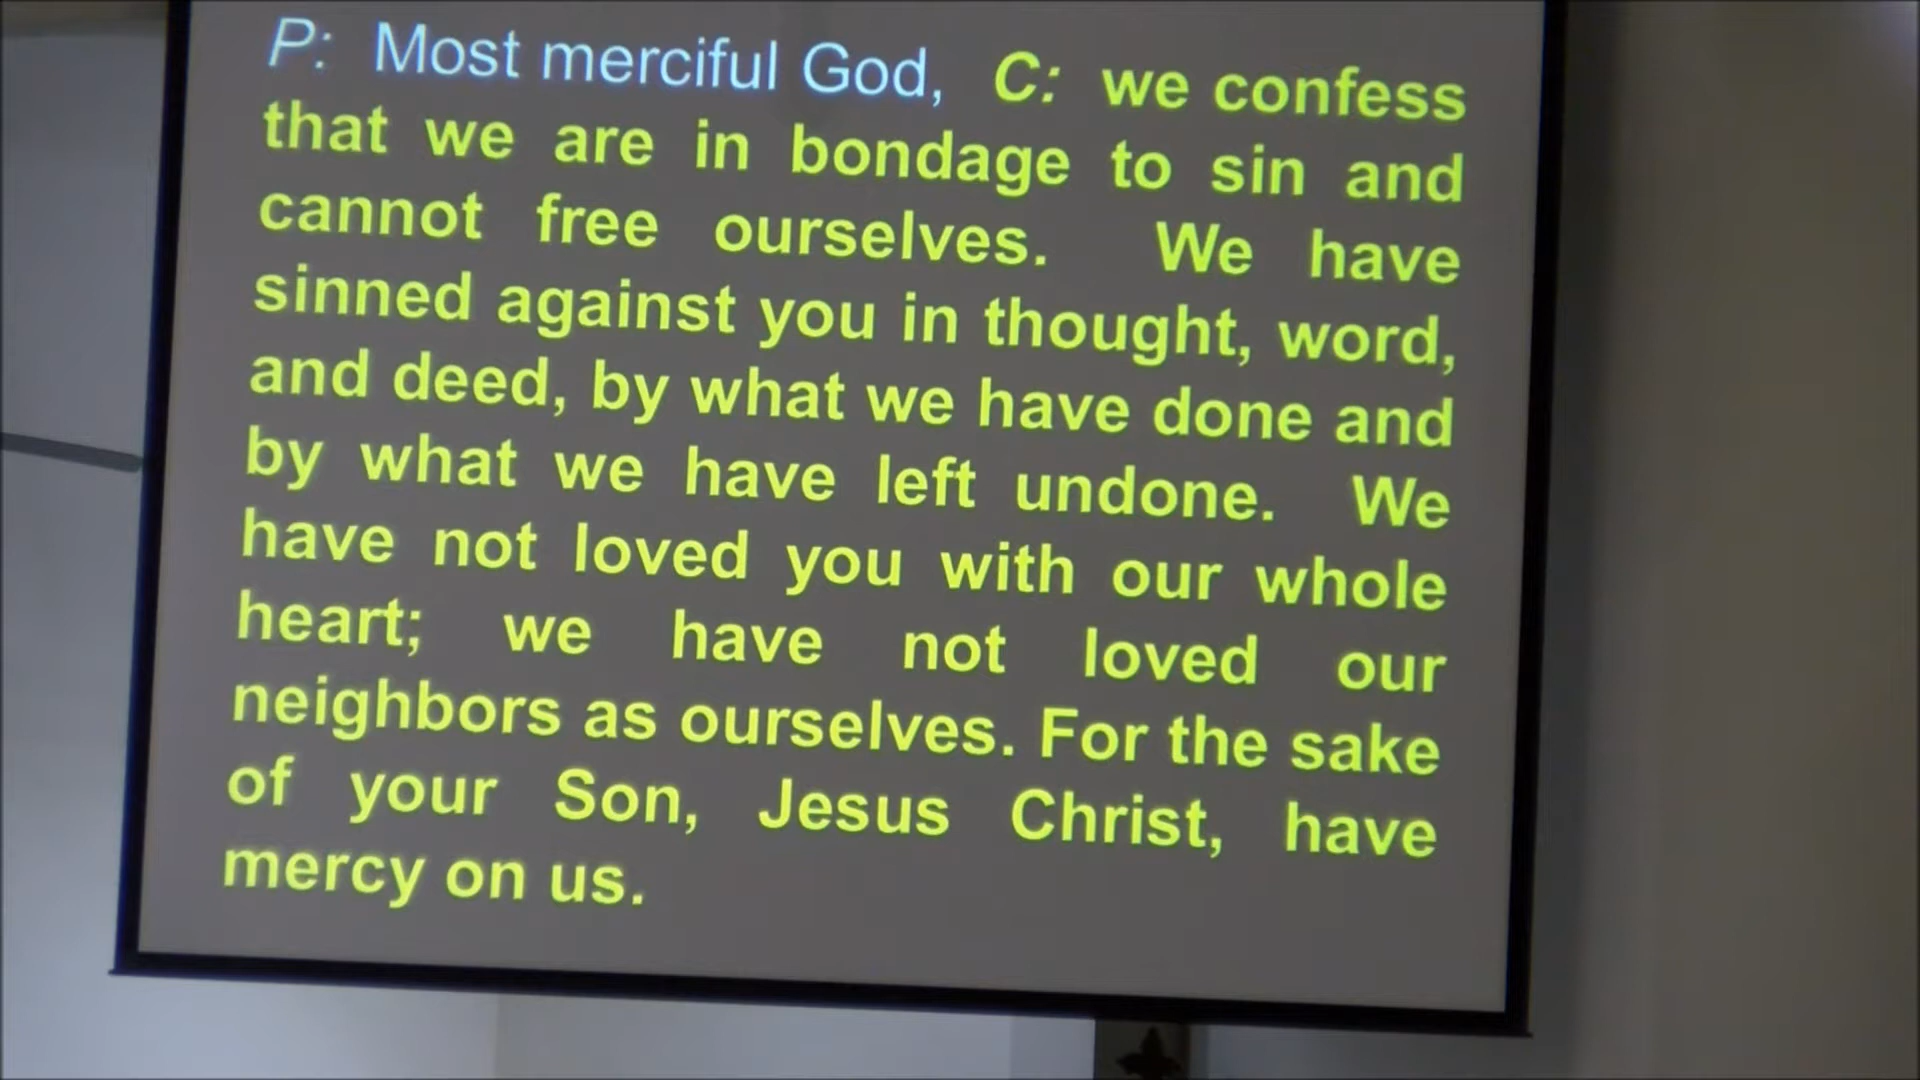 P: Most merciful God, C: we confess
that we are in bondage to sin and
cannot free ourselves. We have
sinned against you in thought, word,
and deed, by what we have done and
by what we have left undone. We
have not loved you with our whole
heart; we have not loved our
neighbors as ourselves. For the sake
of your Son, Jesus Christ, have
mercy on us.